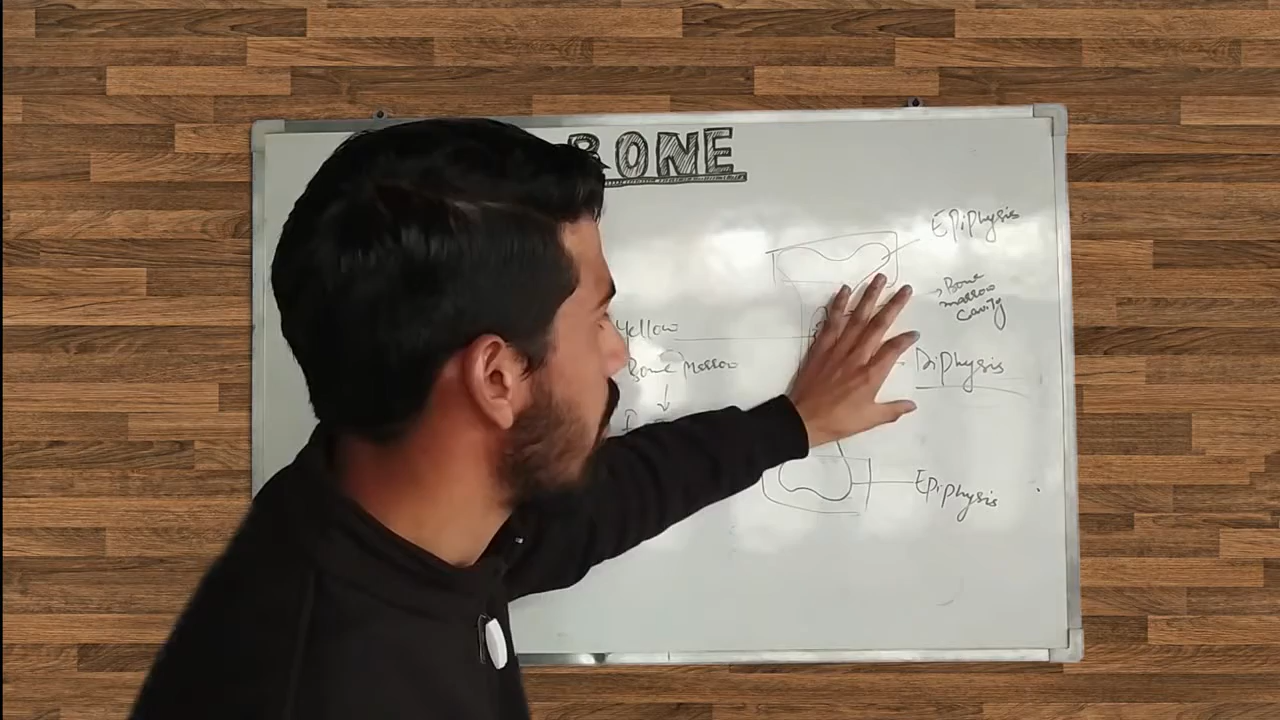 BONE
Epiphysis
Bone
marrow
cavity
Yellow
Bone Marrow
Diphysis
Epiphysis